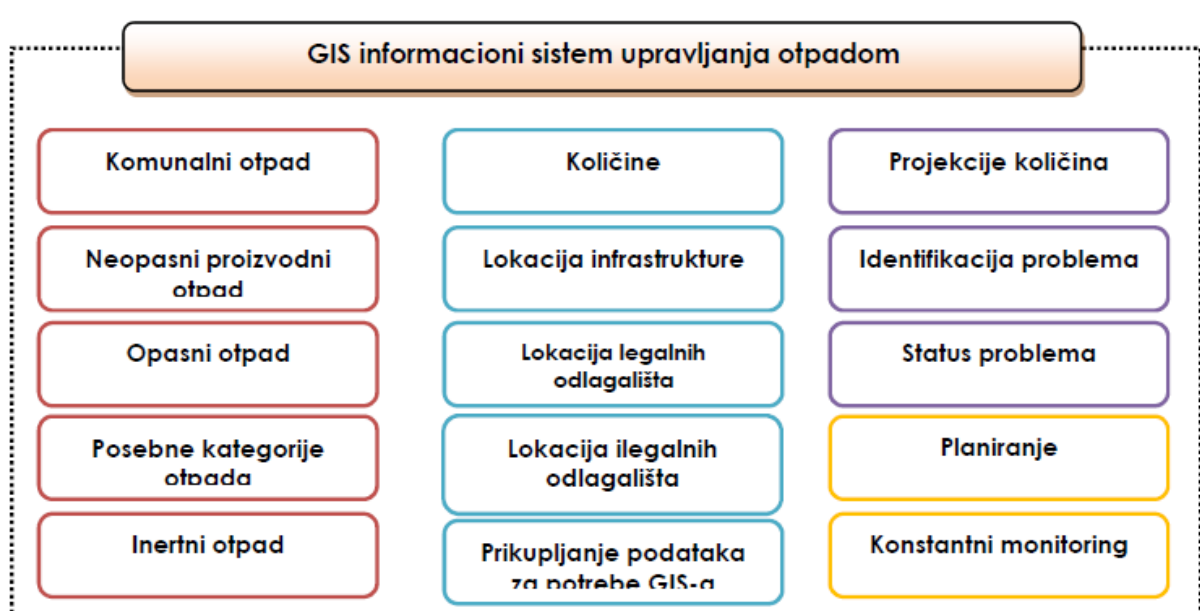 GIS informacioni sistem upravljanja otpadom
Komunalni otpad
Neopasni proizvodni
otpad
Opasni otpad
Posebne kategorije
otpada
Inertni otpad
Količine
Lokacija infrastrukture
Lokacija legalnih
odlagališta
Lokacija ilegalnih
odlagališta
Prikupljanje podataka
za potrebe GIS-a
Projekcije količina
Identifikacija problema
Status problema
Planiranje
Konstantni monitoring